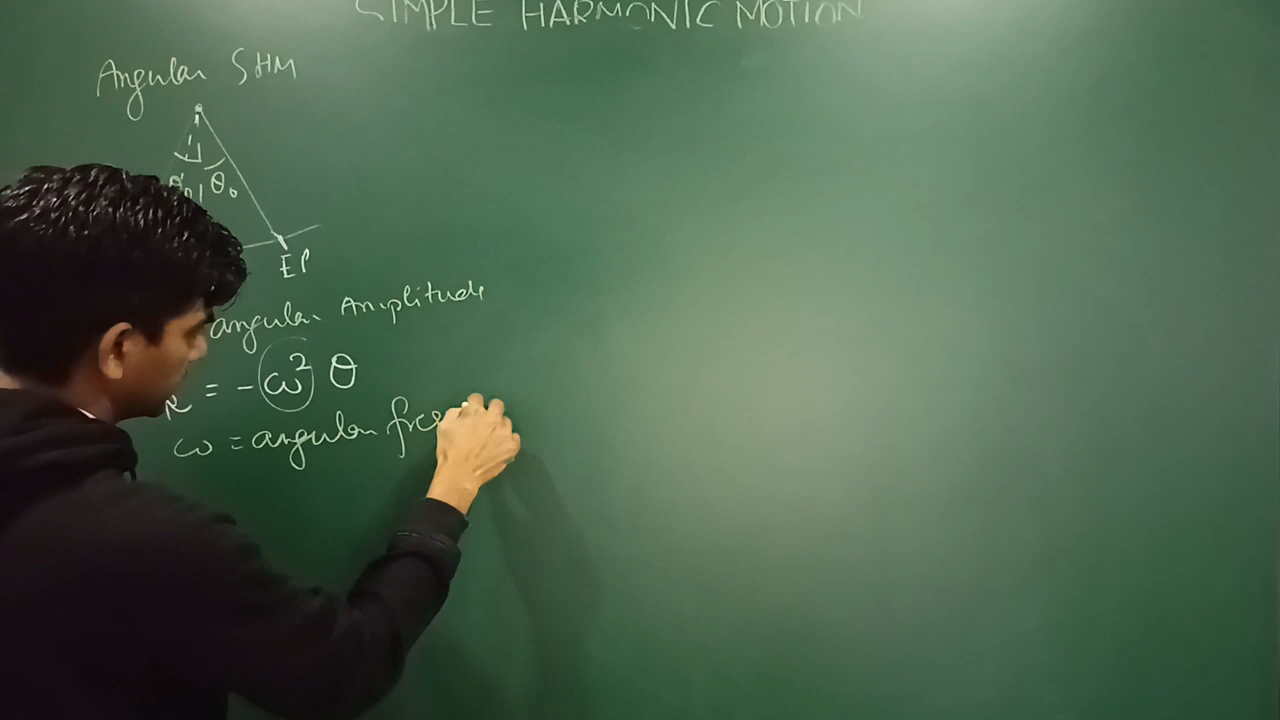 SIMPLE HARMONIC MOTION
Angular SHM
θ₀ θ₀
EP
angular Amplitude
= - ω² θ
ω = angular fre